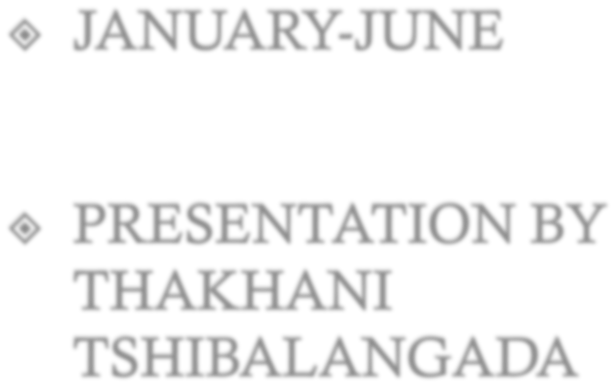 JANUARY-JUNE
PRESENTATION BY
THAKHANI
TSHIBALANGADA